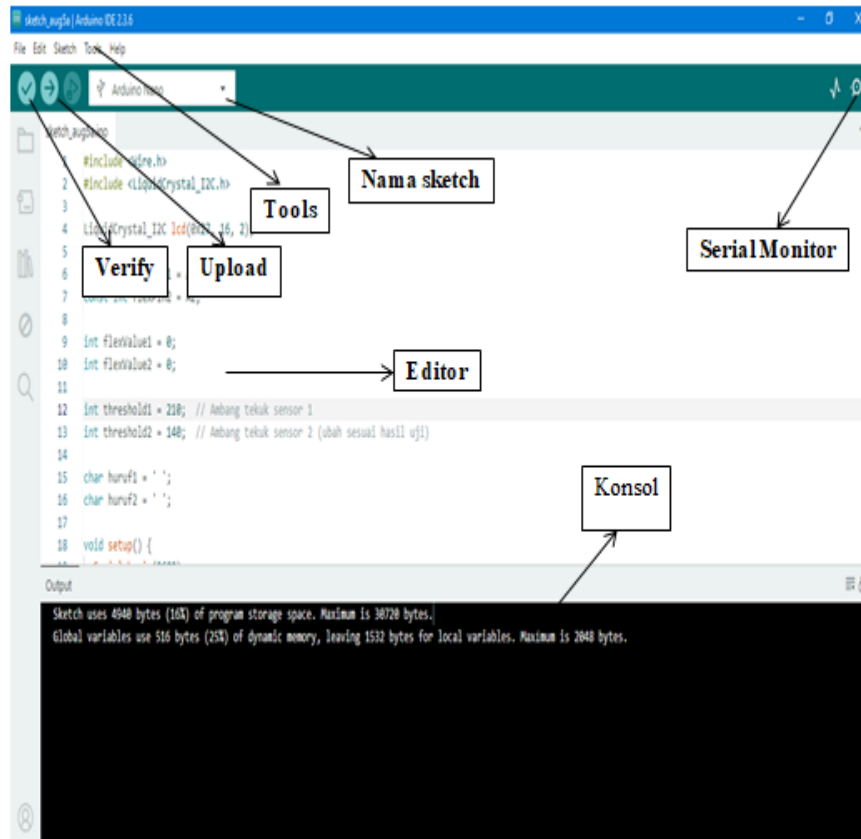 sketch_aug5a | Arduino IDE 2.3.6
File Edit Sketch Tools Help
Arduino Nano
sketch_aug5a.ino
1 #include <Wire.h>
2 #include <LiquidCrystal_I2C.h>
3
4 LiquidCrystal_I2C lcd(0x27, 16, 2);
5
6 1 =
7 const int flexPin2 = A2;
8
9 int flexValue1 = 0;
10 int flexValue2 = 0;
11
12 int threshold1 = 210; // Ambang tekuk sensor 1
13 int threshold2 = 140; // Ambang tekuk sensor 2 (ubah sesuai hasil uji)
14
15 char huruf1 = ' ';
16 char huruf2 = ' ';
17
18 void setup() {
Nama sketch
Tools
Serial Monitor
Verify
Upload
Editor
Konsol
Output
Sketch uses 4940 bytes (16%) of program storage space. Maximum is 30720 bytes.
Global variables use 516 bytes (25%) of dynamic memory, leaving 1532 bytes for local variables. Maximum is 2048 bytes.